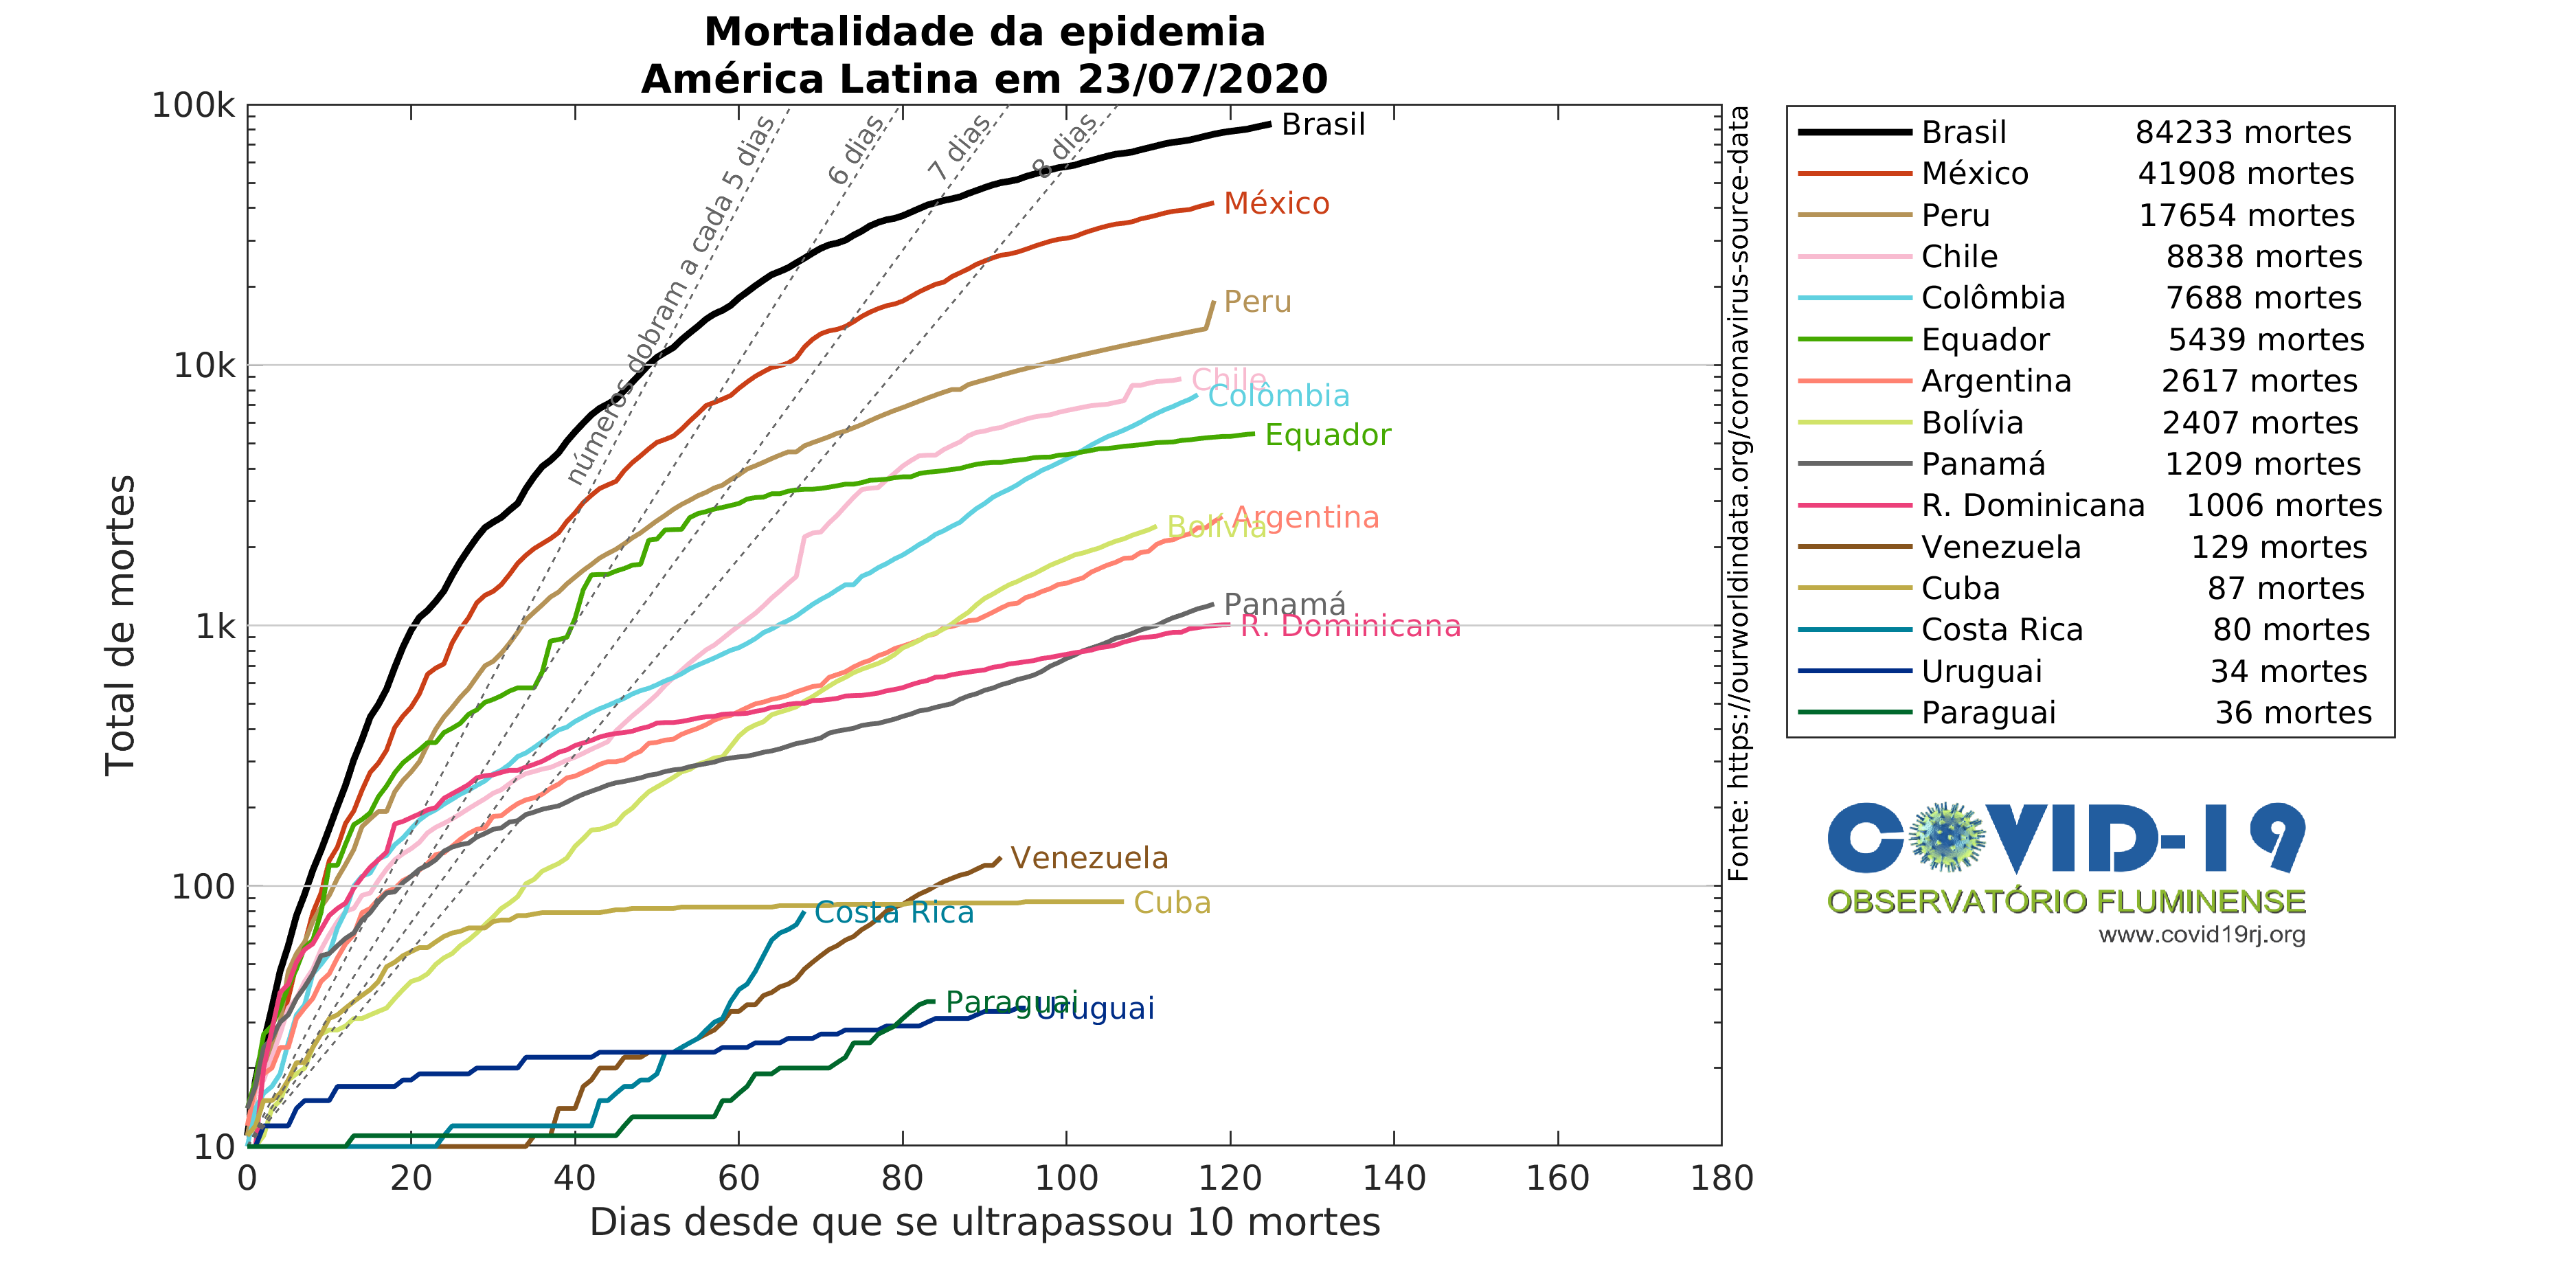 Mortalidade da epidemia
América Latina em 23/07/2020
Total de mortes
100k
10k
1k
100
10
0 20 40 60 80 100 120 140 160 180
Dias desde que se ultrapassou 10 mortes
números dobram a cada 5 dias
6 dias
7 dias
8 dias
Brasil
México
Peru
Chile
Colômbia
Equador
Argentina
Bolívia
Panamá
R. Dominicana
Venezuela
Cuba
Costa Rica
Paraguai
Uruguai
Fonte: https://ourworldindata.org/coronavirus-source-data
Brasil 84233 mortes
México 41908 mortes
Peru 17654 mortes
Chile 8838 mortes
Colômbia 7688 mortes
Equador 5439 mortes
Argentina 2617 mortes
Bolívia 2407 mortes
Panamá 1209 mortes
R. Dominicana 1006 mortes
Venezuela 129 mortes
Cuba 87 mortes
Costa Rica 80 mortes
Uruguai 34 mortes
Paraguai 36 mortes
COVID-19
OBSERVATÓRIO FLUMINENSE
www.covid19rj.org